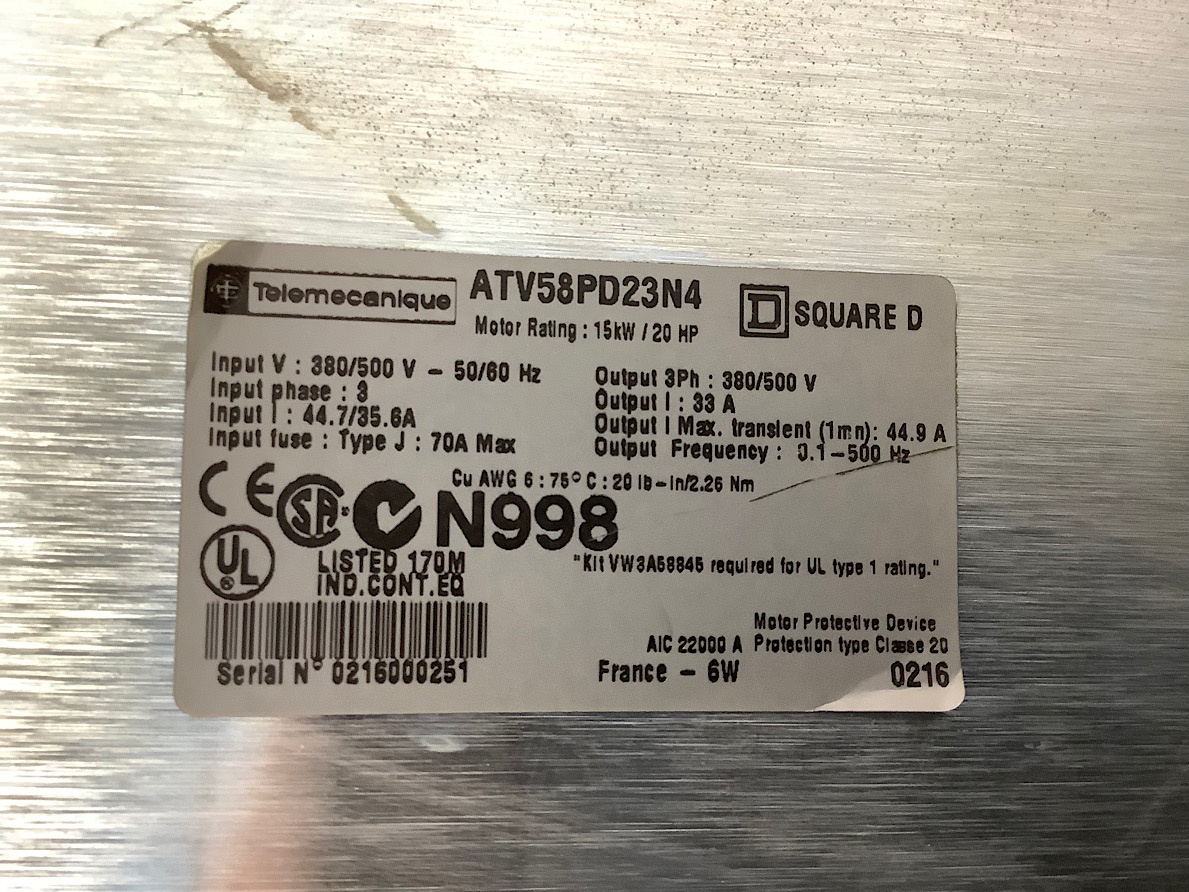 Telemecanique ATV58PD23N4 SQUARE D
Motor Rating : 15kW / 20 HP
Input V : 380/500 V – 50/60 Hz
Input phase : 3
Input I : 44.7/35.6A
Input fuse : Type J : 70A Max
Output 3Ph : 380/500 V
Output I : 33 A
Output I Max. transient (1mn): 44.9 A
Output Frequency : 0.1–500 Hz
Cu AWG 6 : 75° C : 20 lb–in/2.26 Nm
CE SA N998
UL ® LISTED 170M
IND.CONT.EQ
"Kit VW3A58845 required for UL type 1 rating."
Motor Protective Device
AIC 22000 A Protection type Classe 20
Serial N° 0216000251
France – 6W
0216